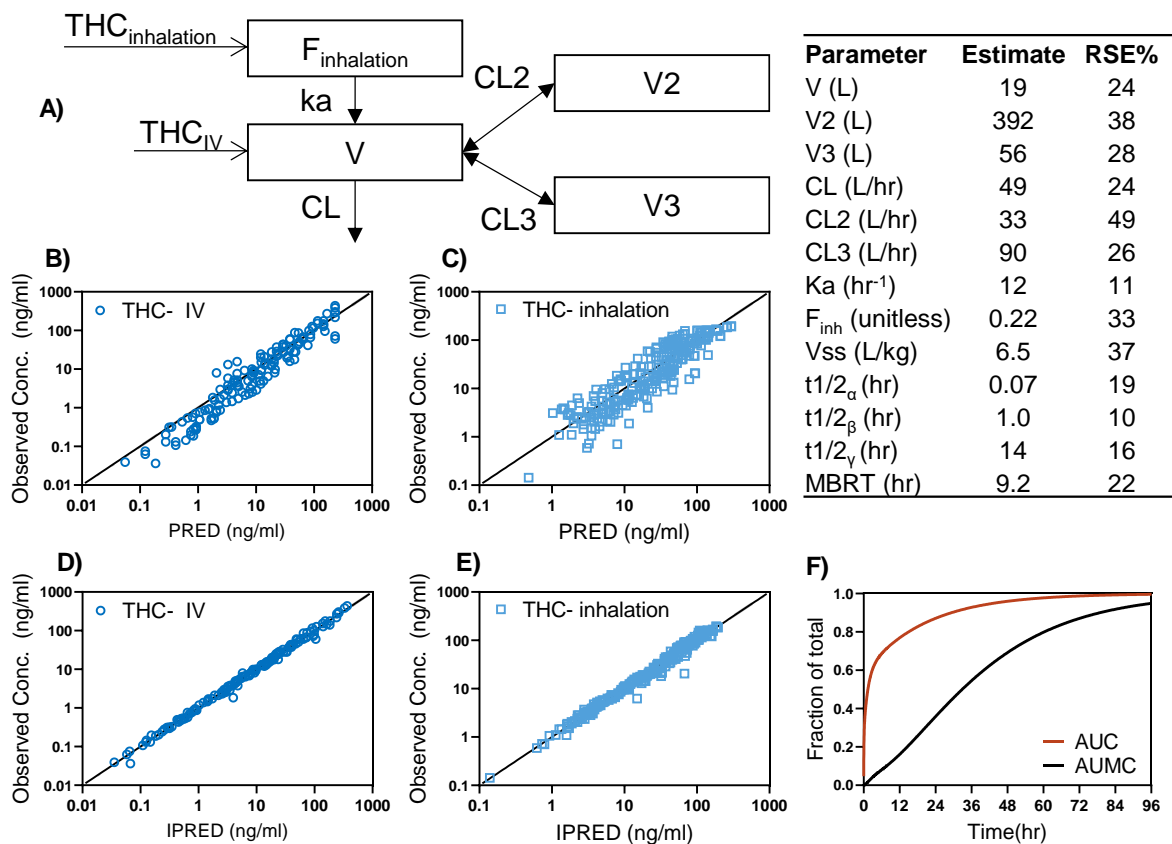 A)
THC_inhalation
F_inhalation
ka
THC_IV
V
CL
CL2
V2
CL3
V3
Parameter Estimate RSE%
V (L) 19 24
V2 (L) 392 38
V3 (L) 56 28
CL (L/hr) 49 24
CL2 (L/hr) 33 49
CL3 (L/hr) 90 26
Ka (hr⁻¹) 12 11
F_inh (unitless) 0.22 33
Vss (L/kg) 6.5 37
t1/2_α (hr) 0.07 19
t1/2_β (hr) 1.0 10
t1/2_γ (hr) 14 16
MBRT (hr) 9.2 22
B)
THC- IV
Observed Conc. (ng/ml)
1000
100
10
1
0.1
0.01
0.01 0.1 1 10 100 1000
PRED (ng/ml)
C)
THC- inhalation
Observed Conc. (ng/ml)
1000
100
10
1
0.1
0.1 1 10 100 1000
PRED (ng/ml)
D)
THC- IV
Observed Conc. (ng/ml)
1000
100
10
1
0.1
0.01
0.01 0.1 1 10 100 1000
IPRED (ng/ml)
E)
THC- inhalation
Observed Conc. (ng/ml)
1000
100
10
1
0.1
0.1 1 10 100 1000
IPRED (ng/ml)
F)
Fraction of total
1.0
0.8
0.6
0.4
0.2
0.0
AUC
AUMC
0 12 24 36 48 60 72 84 96
Time(hr)